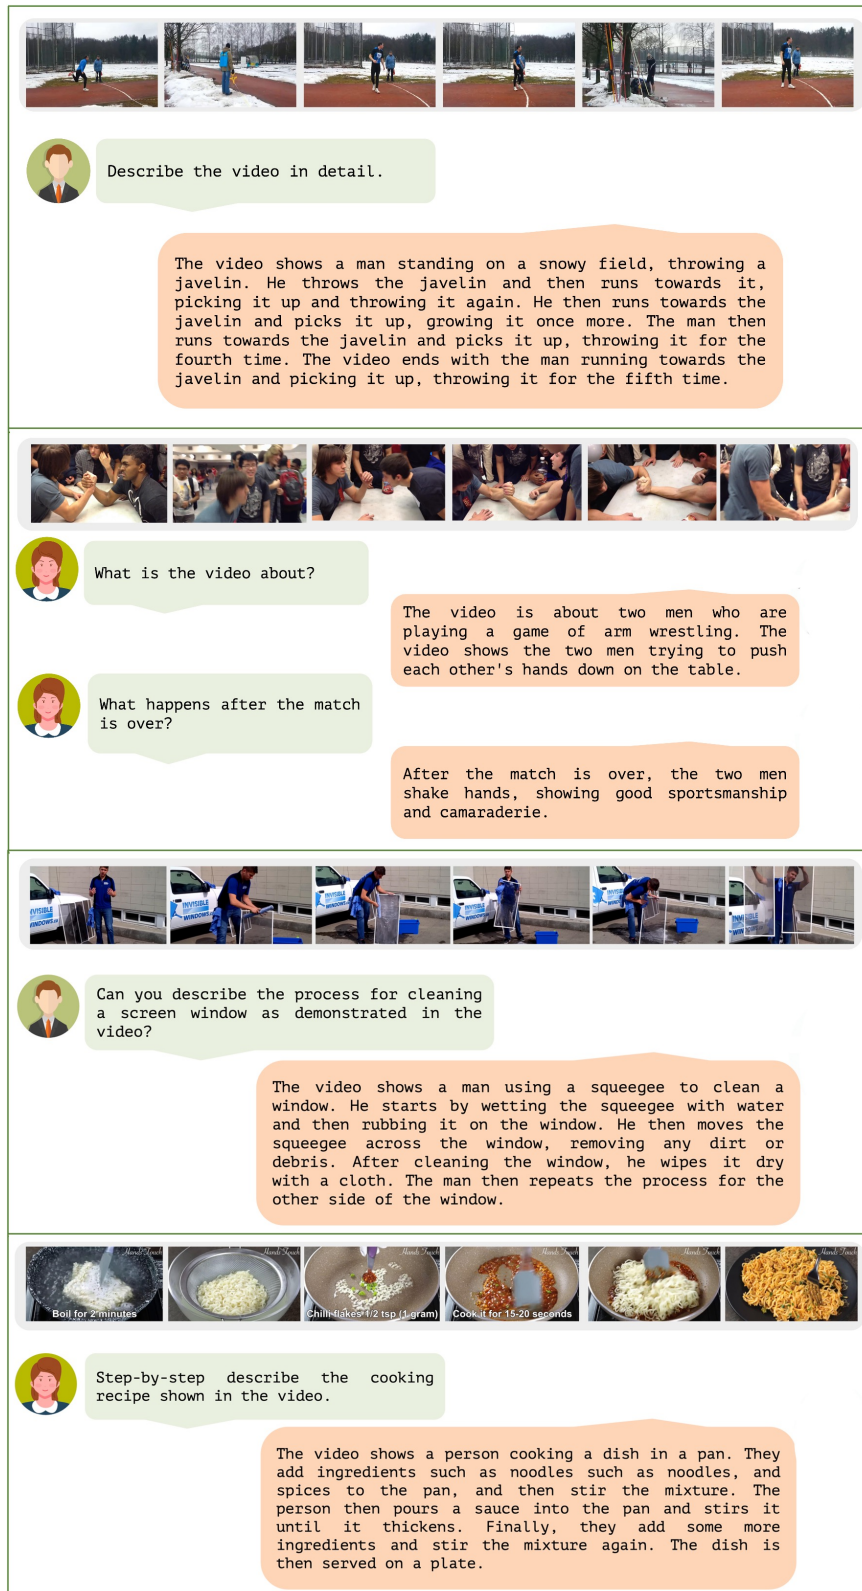 Describe the video in detail.
The video shows a man standing on a snowy field, throwing a
javelin. He throws the javelin and then runs towards it,
picking it up and throwing it again. He then runs towards the
javelin and picks it up, growing it once more. The man then
runs towards the javelin and picks it up, throwing it for the
fourth time. The video ends with the man running towards the
javelin and picking it up, throwing it for the fifth time.
What is the video about?
The video is about two men who are
playing a game of arm wrestling. The
video shows the two men trying to push
each other's hands down on the table.
What happens after the match
is over?
After the match is over, the two men
shake hands, showing good sportsmanship
and camaraderie.
INVISIBLE
WINDOWS
Can you describe the process for cleaning
a screen window as demonstrated in the
video?
The video shows a man using a squeegee to clean a
window. He starts by wetting the squeegee with water
and then rubbing it on the window. He then moves the
squeegee across the window, removing any dirt or
debris. After cleaning the window, he wipes it dry
with a cloth. The man then repeats the process for the
other side of the window.
Hands Touch
Hands Touch
Hands Touch
Hands Touch
Hands Touch
Hands Touch
Boil for 2 minutes
Chilli flakes 1/2 tsp (1 gram)
Cook it for 15-20 seconds
Step-by-step describe the cooking
recipe shown in the video.
The video shows a person cooking a dish in a pan. They
add ingredients such as noodles such as noodles, and
spices to the pan, and then stir the mixture. The
person then pours a sauce into the pan and stirs it
until it thickens. Finally, they add some more
ingredients and stir the mixture again. The dish is
then served on a plate.